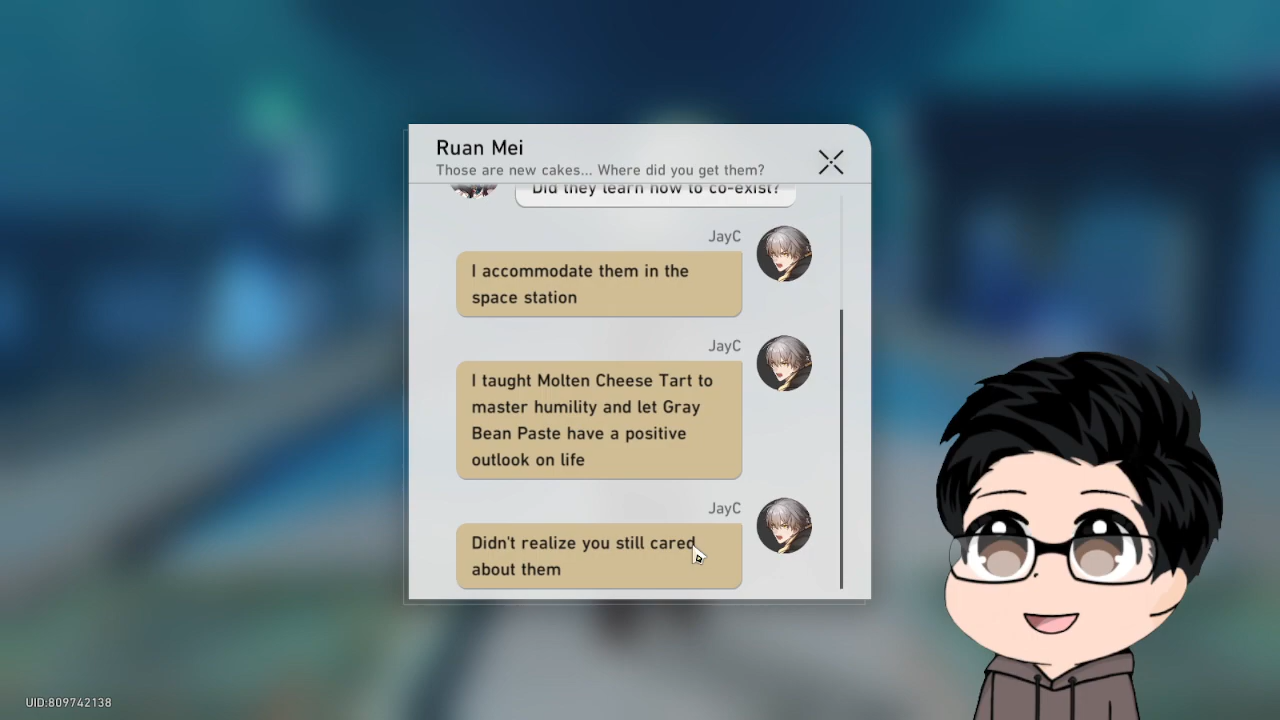 Ruan Mei
Those are new cakes... Where did you get them?
Did they learn how to co-exist?
JayC
I accommodate them in the
space station
JayC
I taught Molten Cheese Tart to
master humility and let Gray
Bean Paste have a positive
outlook on life
JayC
Didn't realize you still cared
about them
UID:809742138